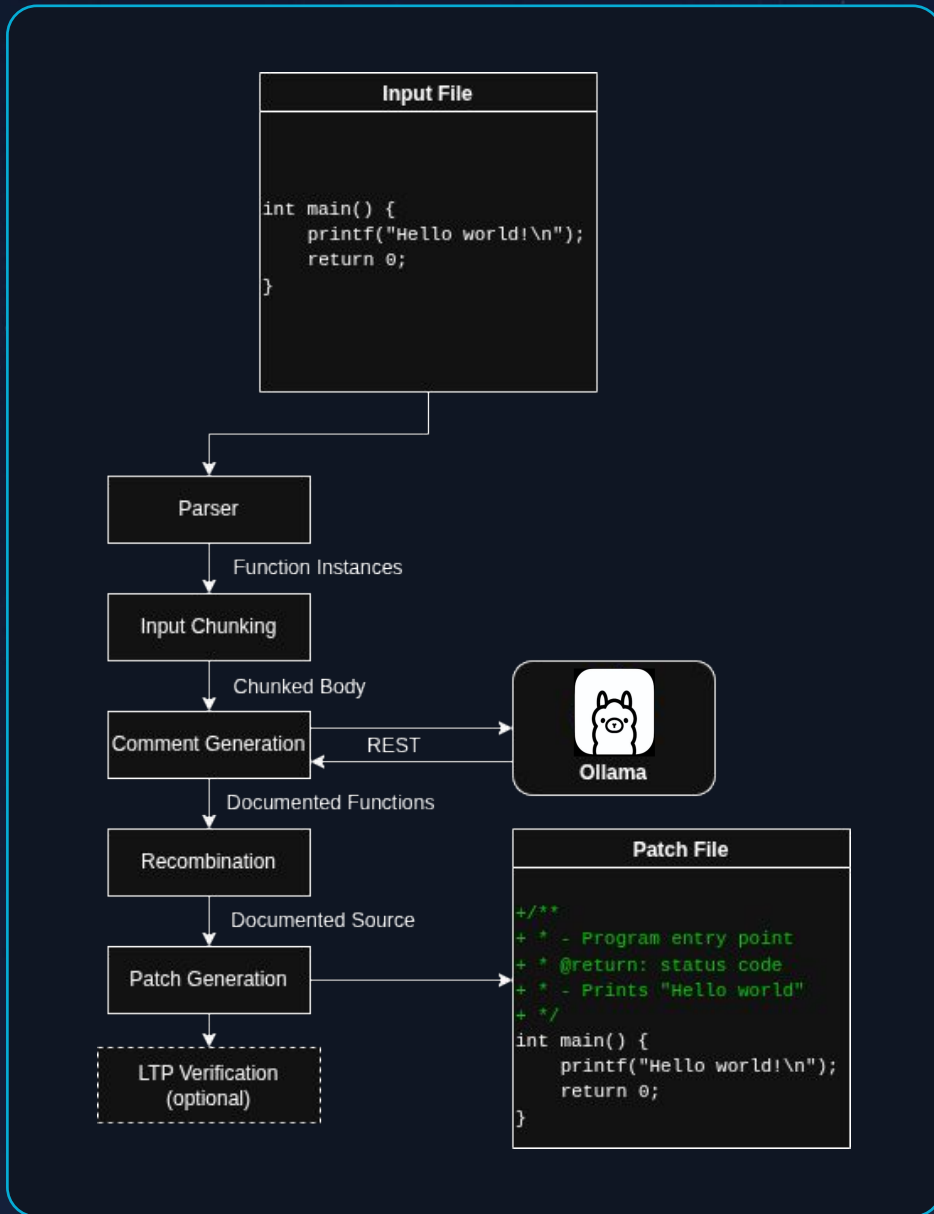 Input File
int main() {
    printf("Hello world!\n");
    return 0;
}
Parser
Function Instances
Input Chunking
Chunked Body
Comment Generation
REST
Ollama
Documented Functions
Recombination
Documented Source
Patch Generation
LTP Verification
(optional)
Patch File
+/**
+ * - Program entry point
+ * @return: status code
+ * - Prints "Hello world"
+ */
int main() {
    printf("Hello world!\n");
    return 0;
}